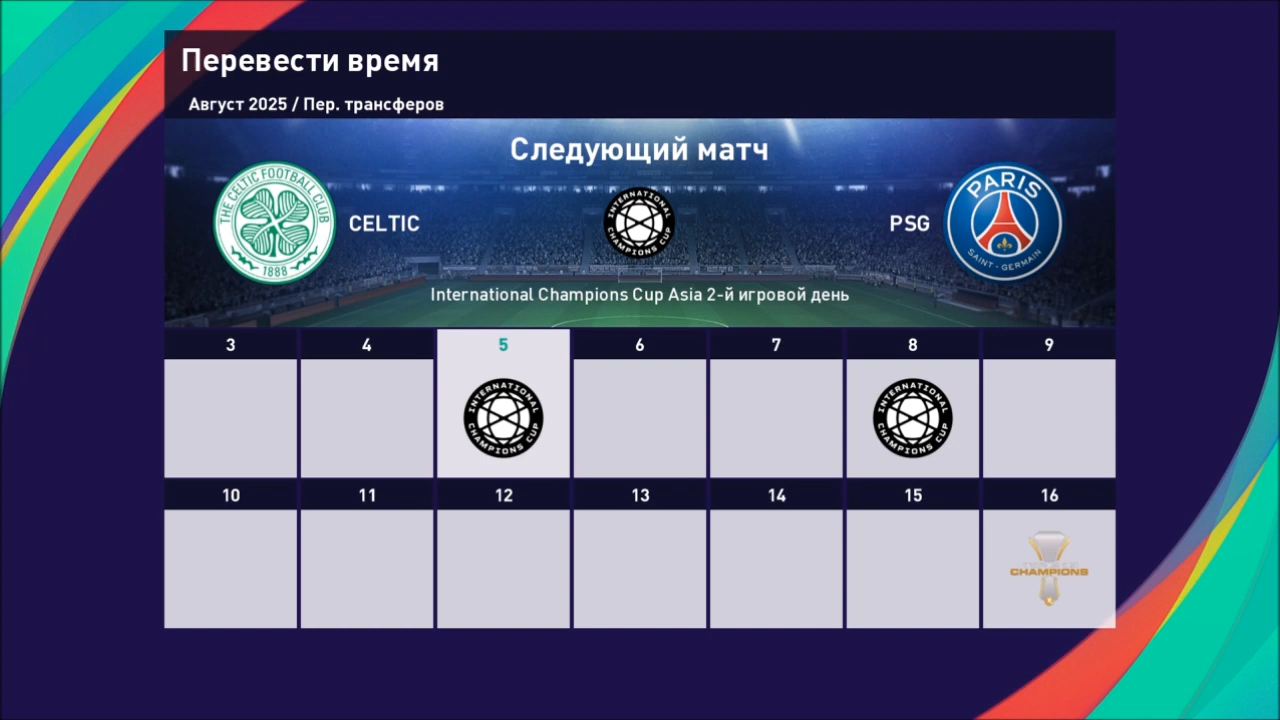 Перевести время
Август 2025 / Пер. трансферов
Следующий матч
THE CELTIC FOOTBALL CLUB
1888
CELTIC
INTERNATIONAL
CHAMPIONS CUP
PSG
PARIS
SAINT-GERMAIN
International Champions Cup Asia 2-й игровой день
3 4 5 6 7 8 9
INTERNATIONAL
CHAMPIONS CUP
INTERNATIONAL
CHAMPIONS CUP
10 11 12 13 14 15 16
CHAMPIONS